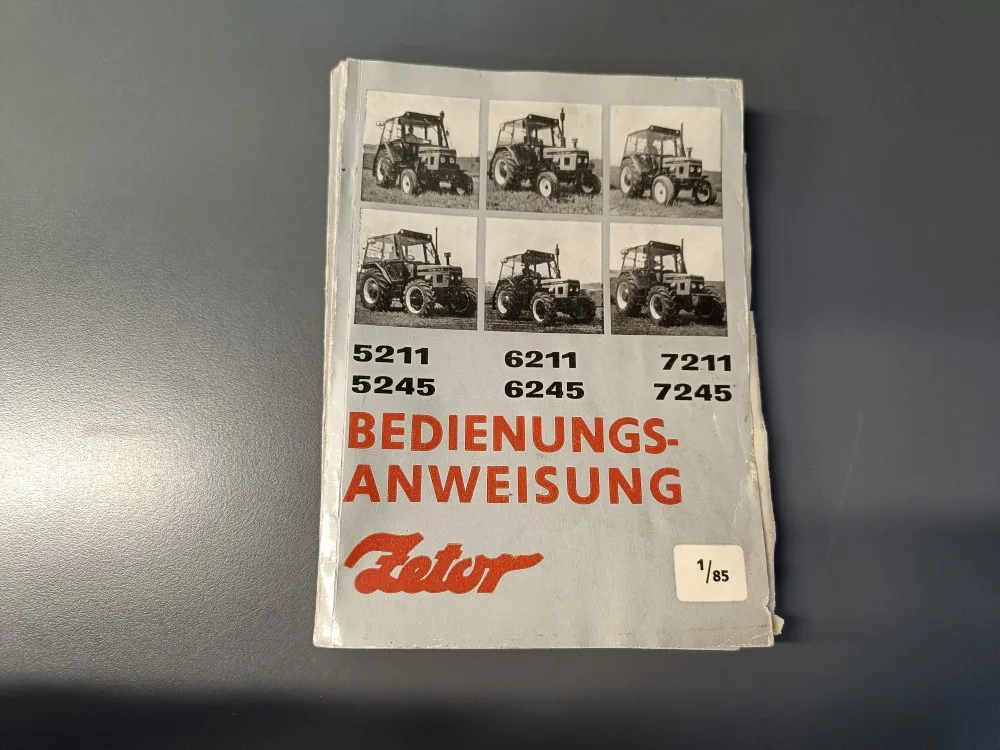 5211 6211 7211
5245 6245 7245
BEDIENUNGS-
ANWEISUNG
Zetor
1/85